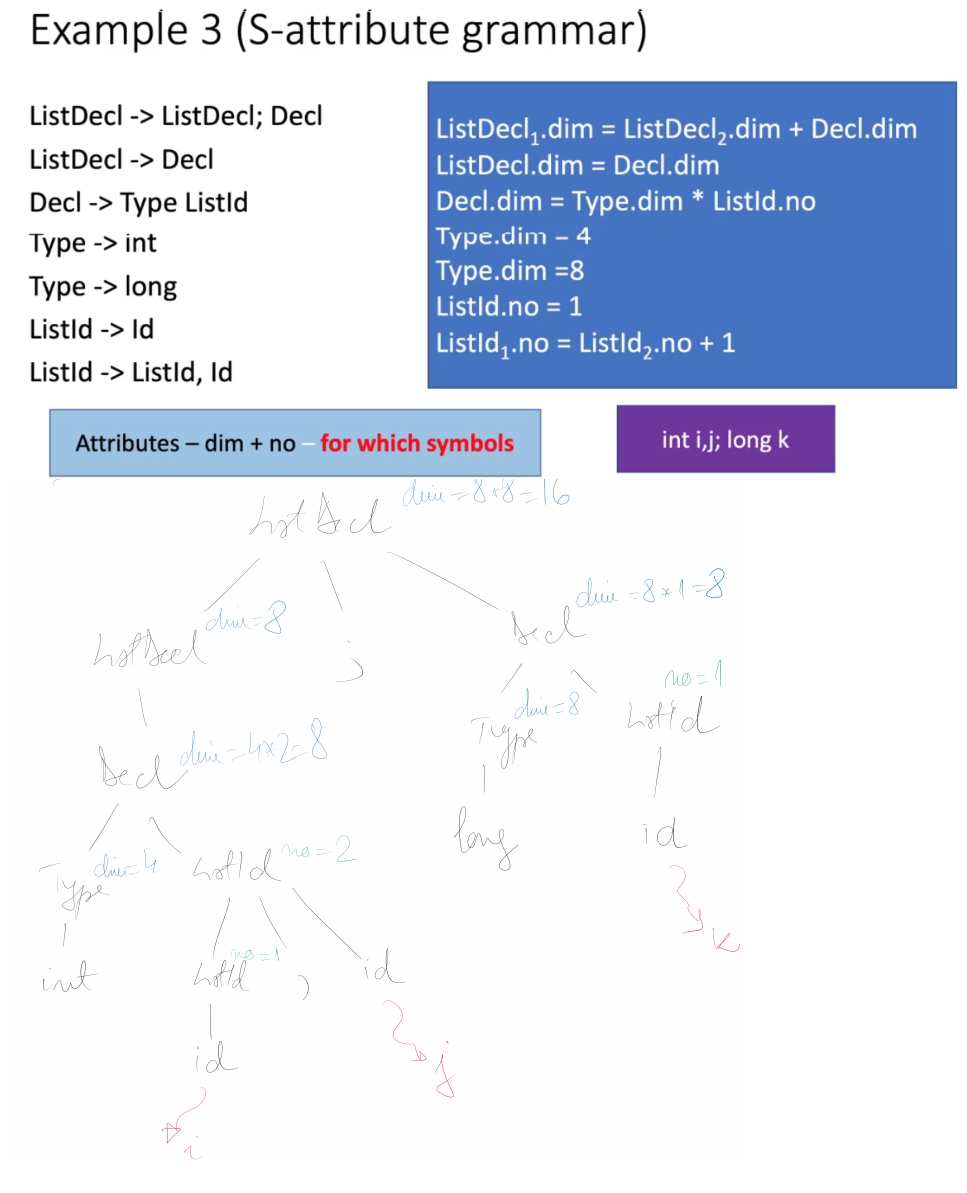 Example 3 (S-attribute grammar)
ListDecl -> ListDecl; Decl
ListDecl -> Decl
Decl -> Type ListId
Type -> int
Type -> long
ListId -> Id
ListId -> ListId, Id
ListDecl₁.dim = ListDecl₂.dim + Decl.dim
ListDecl.dim = Decl.dim
Decl.dim = Type.dim * ListId.no
Type.dim – 4
Type.dim =8
ListId.no = 1
ListId₁.no = ListId₂.no + 1
Attributes – dim + no – for which symbols
int i,j; long k
ListDecl dim=8+8=16
ListDecl dim=8 ; Decl dim=8×1=8
Decl dim=4×2=8 Type dim=8 ListId no=1
long id
Type dim=4 ListId no=2 k
int ListId no=1 , id
id j
i